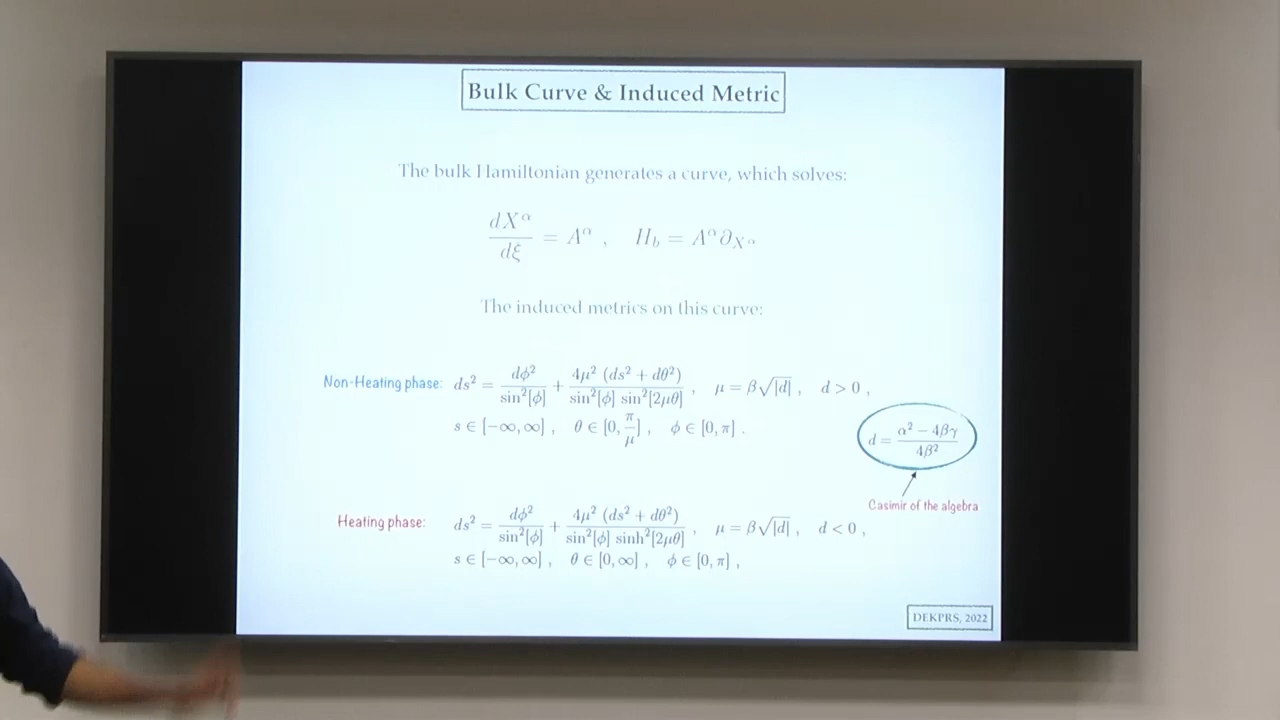 Bulk Curve & Induced Metric
The bulk Hamiltonian generates a curve, which solves:
dX^α/dξ = A^α , H_b = A^α ∂_{X^α}
The induced metrics on this curve:
Non-Heating phase: ds² = dϕ²/sin²[ϕ] + 4μ² (ds² + dθ²)/sin²[ϕ] sin²[2μθ] , μ = β√|d| , d > 0 ,
s ∈ [-∞, ∞] , θ ∈ [0, π/μ] , ϕ ∈ [0, π] .
d = α² − 4βγ/4β²
Casimir of the algebra
Heating phase: ds² = dϕ²/sin²[ϕ] + 4μ² (ds² + dθ²)/sin²[ϕ] sinh²[2μθ] , μ = β√|d| , d < 0 ,
s ∈ [-∞, ∞] , θ ∈ [0, ∞] , ϕ ∈ [0, π] ,
DEKPRS, 2022